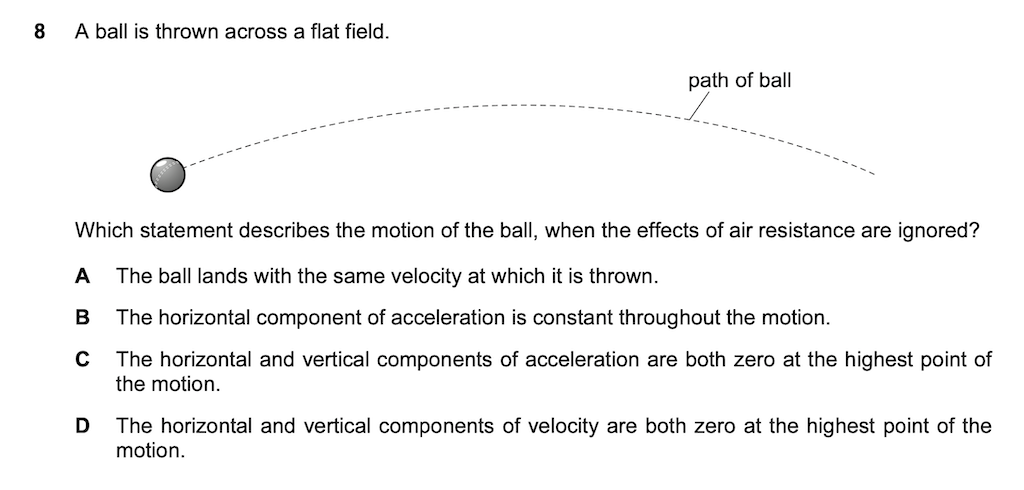 8 A ball is thrown across a flat field.
path of ball
Which statement describes the motion of the ball, when the effects of air resistance are ignored?
A The ball lands with the same velocity at which it is thrown.
B The horizontal component of acceleration is constant throughout the motion.
C The horizontal and vertical components of acceleration are both zero at the highest point of
the motion.
D The horizontal and vertical components of velocity are both zero at the highest point of the
motion.